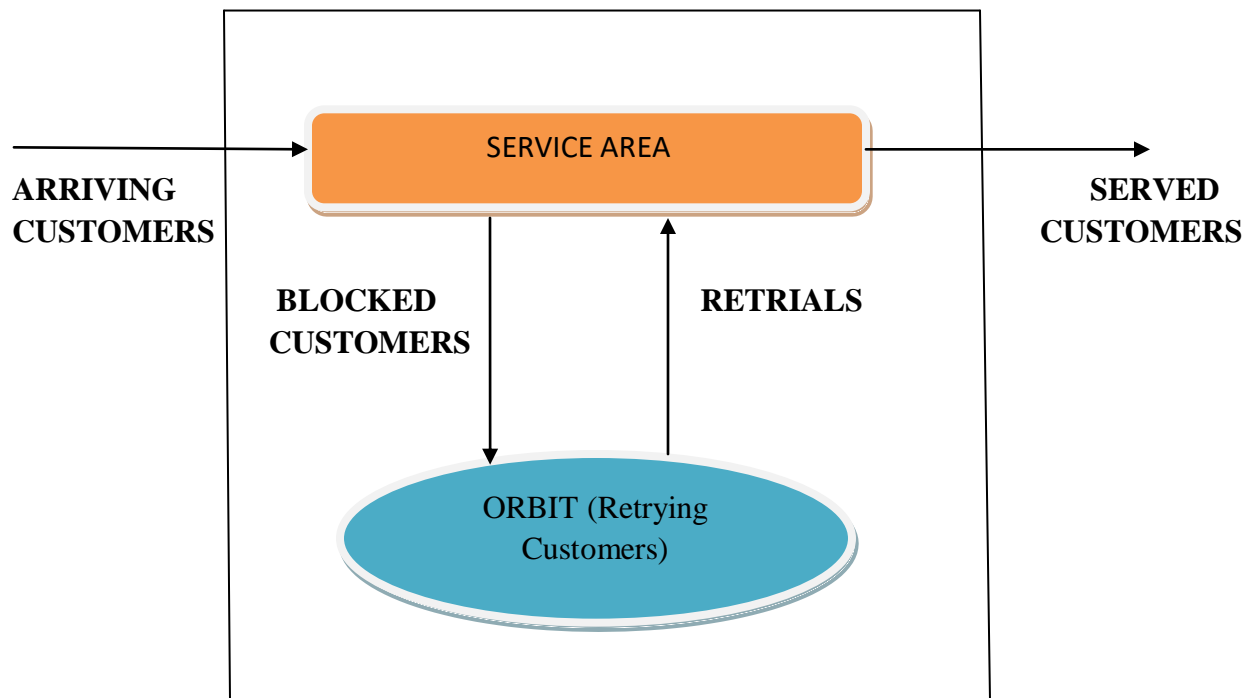 SERVICE AREA
ARRIVING
CUSTOMERS
SERVED
CUSTOMERS
BLOCKED
CUSTOMERS
RETRIALS
ORBIT (Retrying
Customers)